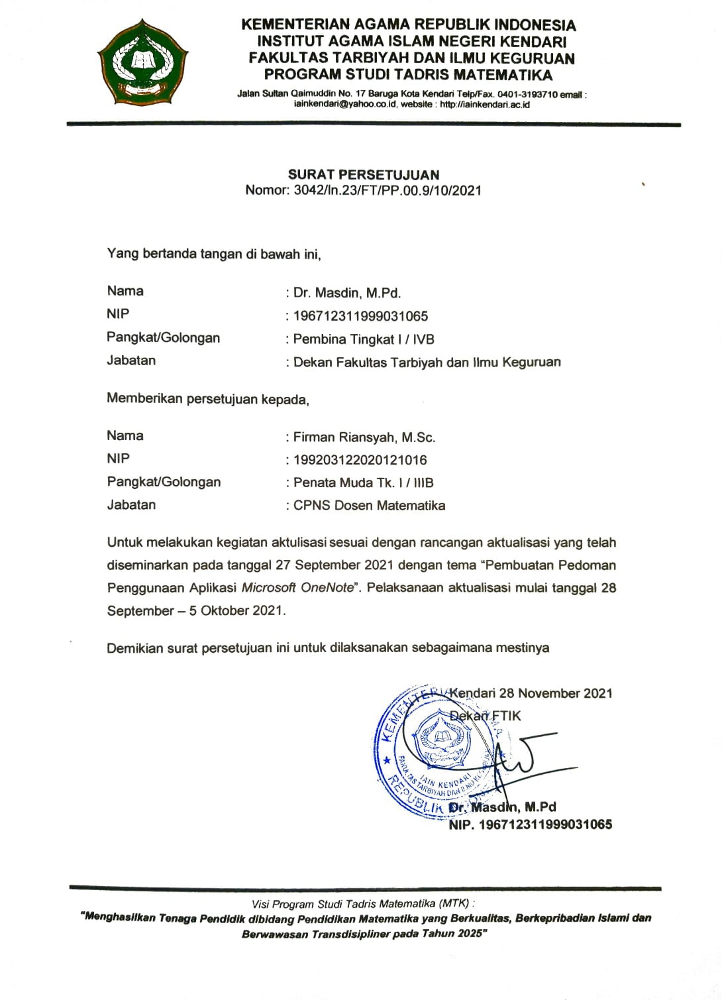 KEMENTERIAN AGAMA REPUBLIK INDONESIA
INSTITUT AGAMA ISLAM NEGERI KENDARI
FAKULTAS TARBIYAH DAN ILMU KEGURUAN
PROGRAM STUDI TADRIS MATEMATIKA
Jalan Sultan Qaimuddin No. 17 Baruga Kota Kendari Telp/Fax. 0401-3193710 email :
iainkendari@yahoo.co.id, website : http://iainkendari.ac.id
SURAT PERSETUJUAN
Nomor: 3042/In.23/FT/PP.00.9/10/2021
Yang bertanda tangan di bawah ini,
Nama : Dr. Masdin, M.Pd.
NIP : 196712311999031065
Pangkat/Golongan : Pembina Tingkat I / IVB
Jabatan : Dekan Fakultas Tarbiyah dan Ilmu Keguruan
Memberikan persetujuan kepada,
Nama : Firman Riansyah, M.Sc.
NIP : 199203122020121016
Pangkat/Golongan : Penata Muda Tk. I / IIIB
Jabatan : CPNS Dosen Matematika
Untuk melakukan kegiatan aktulisasi sesuai dengan rancangan aktualisasi yang telah
diseminarkan pada tanggal 27 September 2021 dengan tema “Pembuatan Pedoman
Penggunaan Aplikasi Microsoft OneNote”. Pelaksanaan aktualisasi mulai tanggal 28
September – 5 Oktober 2021.
Demikian surat persetujuan ini untuk dilaksanakan sebagaimana mestinya
Kendari 28 November 2021
Dekan FTIK
KEMENTERIAN AGAMA
REPUBLIK INDONESIA
IAIN KENDARI
FAKULTAS TARBIYAH DAN ILMU KEGURUAN
Dr. Masdin, M.Pd
NIP. 196712311999031065
Visi Program Studi Tadris Matematika (MTK) :
"Menghasilkan Tenaga Pendidik dibidang Pendidikan Matematika yang Berkualitas, Berkepribadian Islami dan
Berwawasan Transdisipliner pada Tahun 2025"